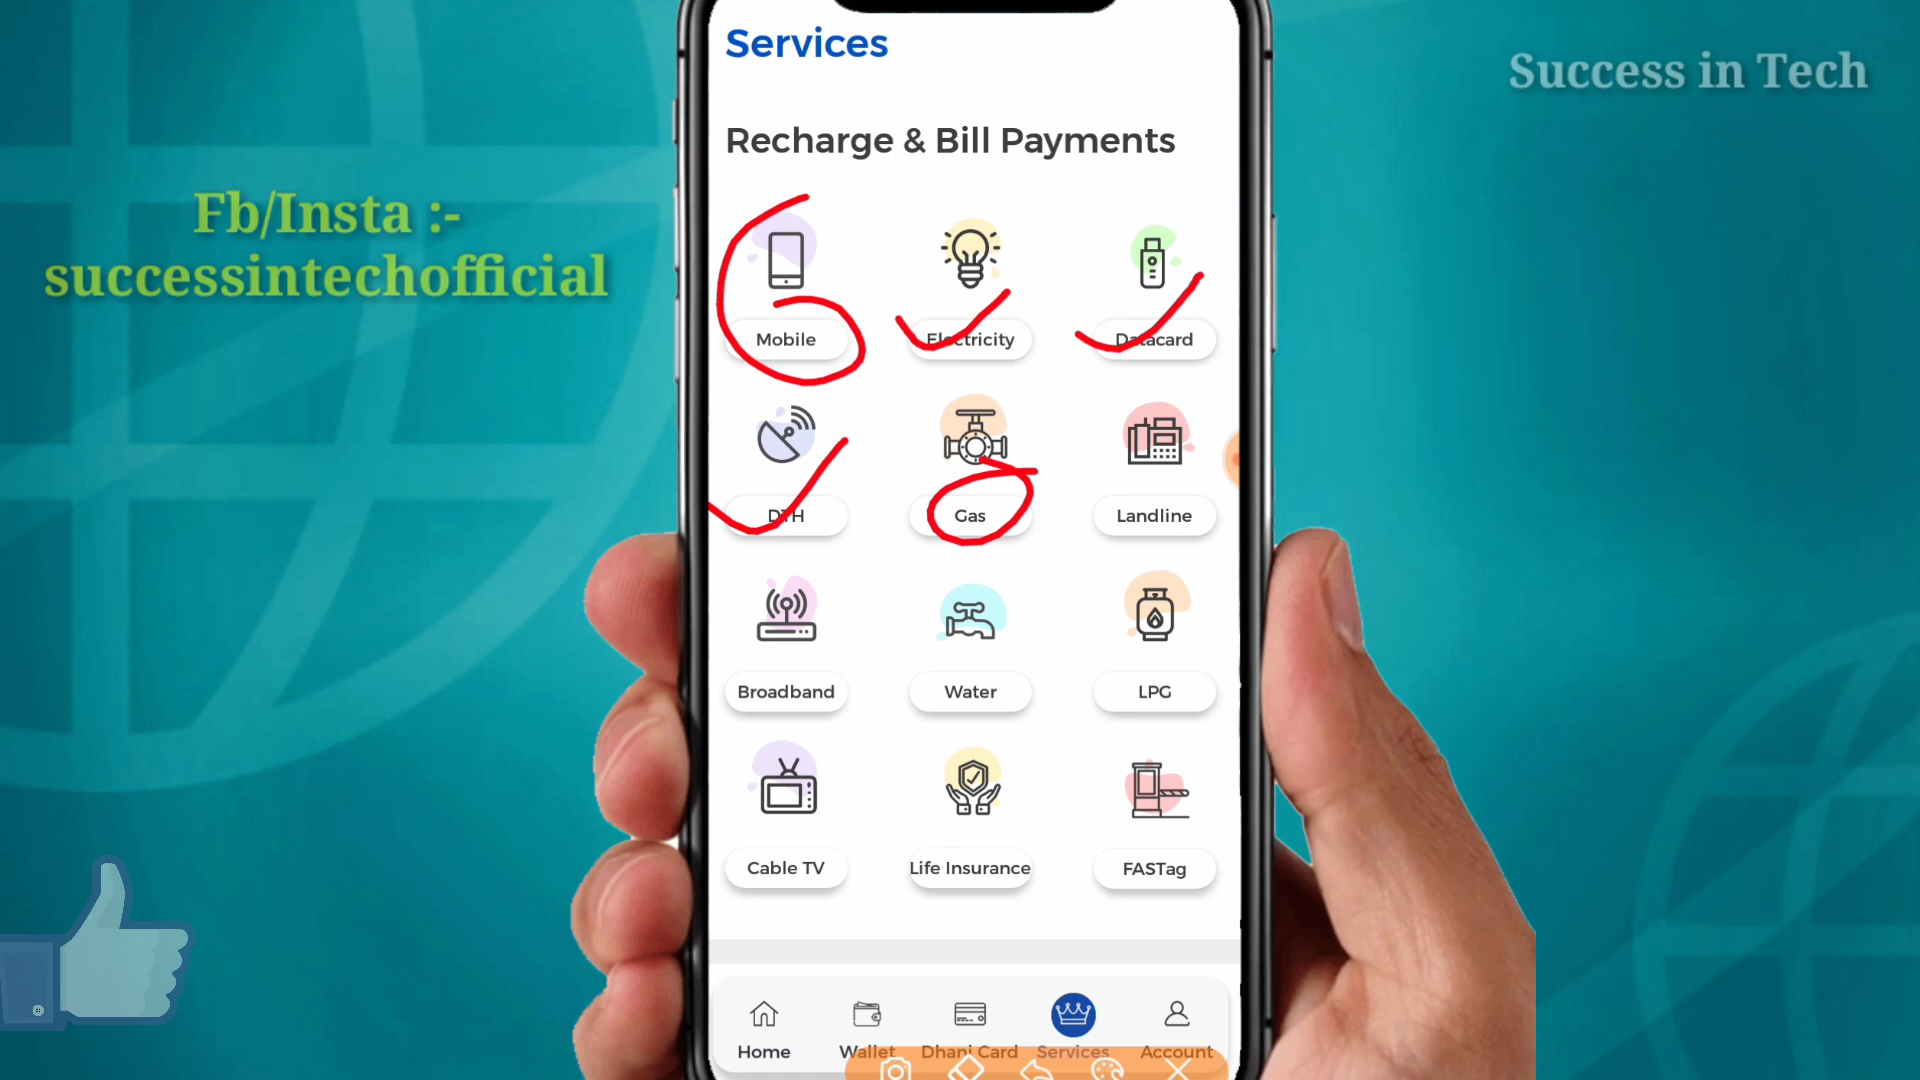 Services
Success in Tech
Recharge & Bill Payments
Fb/Insta :-
successintechofficial
Mobile
Electricity
Datacard
DTH
Gas
Landline
Broadband
Water
LPG
Cable TV
Life Insurance
FASTag
Home
Wallet
Dhani Card
Services
Account